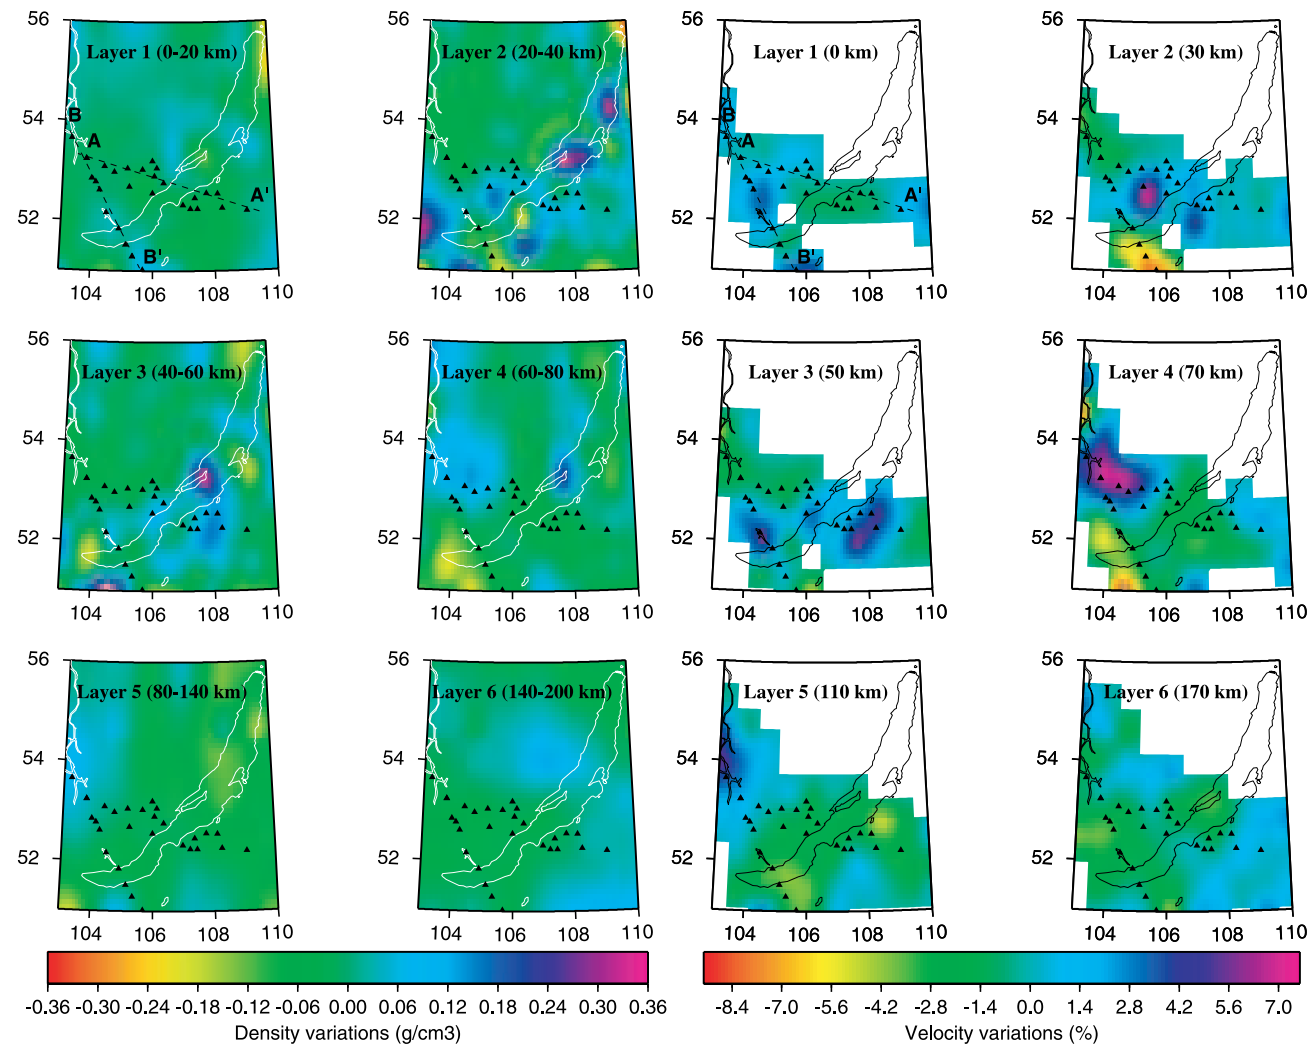 56
54
52
104 106 108 110
Layer 1 (0-20 km)
B
A
A'
B'
56
54
52
104 106 108 110
Layer 2 (20-40 km)
56
54
52
104 106 108 110
Layer 1 (0 km)
B
A
A'
B'
56
54
52
104 106 108 110
Layer 2 (30 km)
56
54
52
104 106 108 110
Layer 3 (40-60 km)
56
54
52
104 106 108 110
Layer 4 (60-80 km)
56
54
52
104 106 108 110
Layer 3 (50 km)
56
54
52
104 106 108 110
Layer 4 (70 km)
56
54
52
104 106 108 110
Layer 5 (80-140 km)
56
54
52
104 106 108 110
Layer 6 (140-200 km)
56
54
52
104 106 108 110
Layer 5 (110 km)
56
54
52
104 106 108 110
Layer 6 (170 km)
-0.36 -0.30 -0.24 -0.18 -0.12 -0.06 0.00 0.06 0.12 0.18 0.24 0.30 0.36
Density variations (g/cm3)
-8.4 -7.0 -5.6 -4.2 -2.8 -1.4 0.0 1.4 2.8 4.2 5.6 7.0
Velocity variations (%)